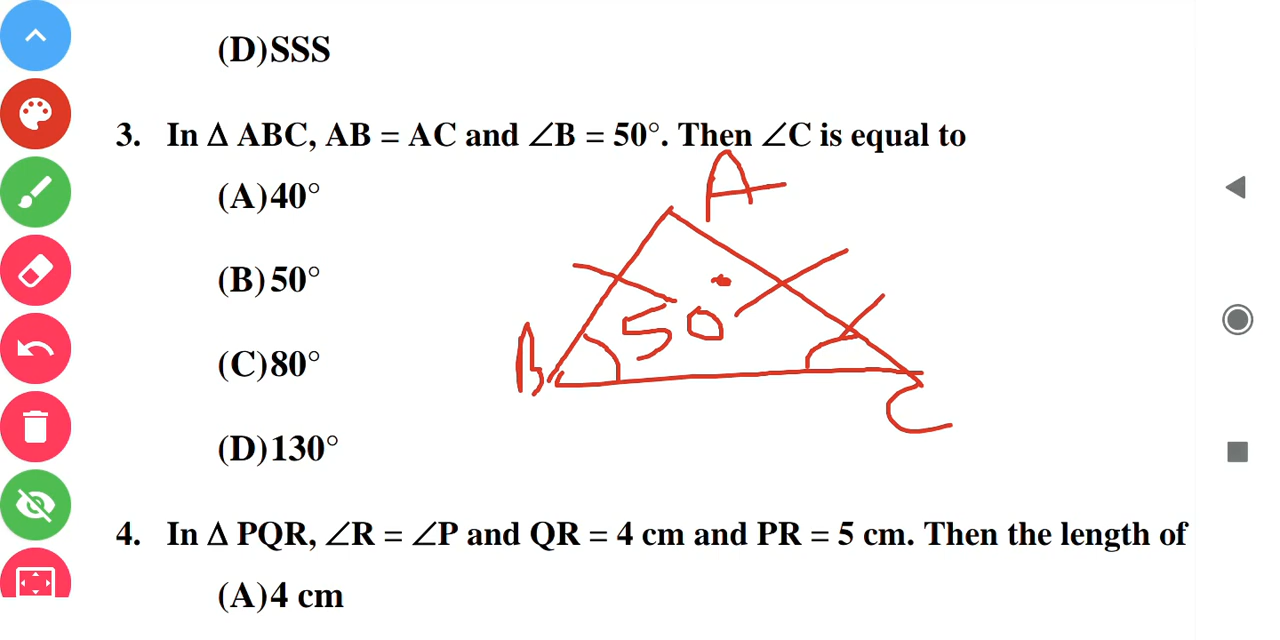 (D)SSS
3. In Δ ABC, AB = AC and ∠B = 50°. Then ∠C is equal to
A
(A)40°
(B)50°
50
(C)80°
B
C
(D)130°
4. In Δ PQR, ∠R = ∠P and QR = 4 cm and PR = 5 cm. Then the length of
(A)4 cm